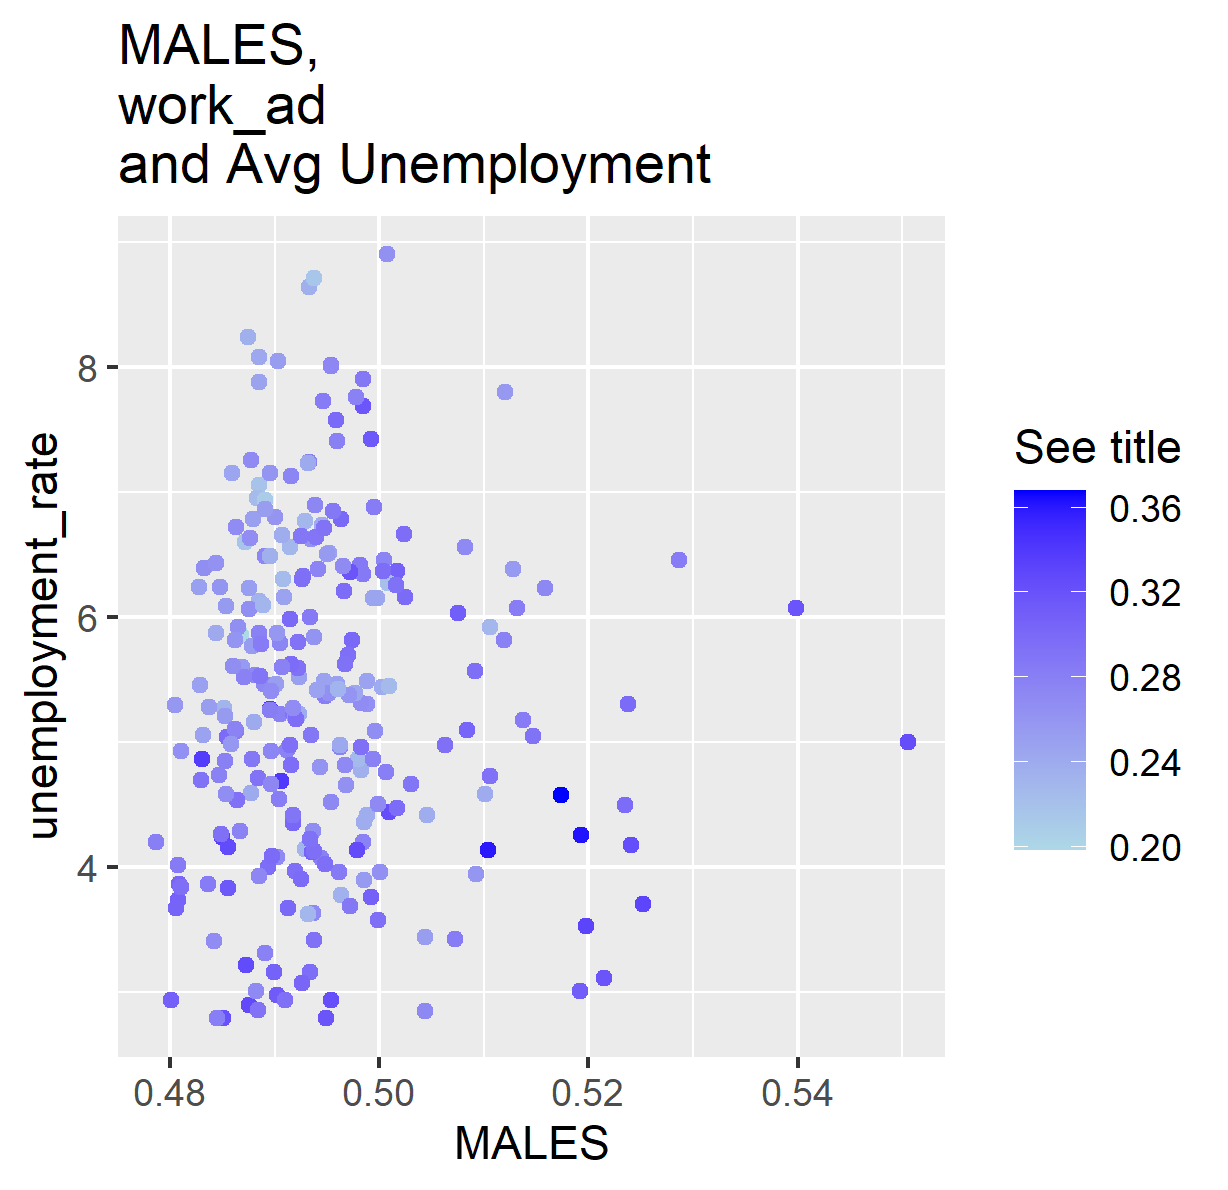 MALES,
work_ad
and Avg Unemployment
unemployment_rate
8
6
4
0.48 0.50 0.52 0.54
MALES
See title
0.36
0.32
0.28
0.24
0.20